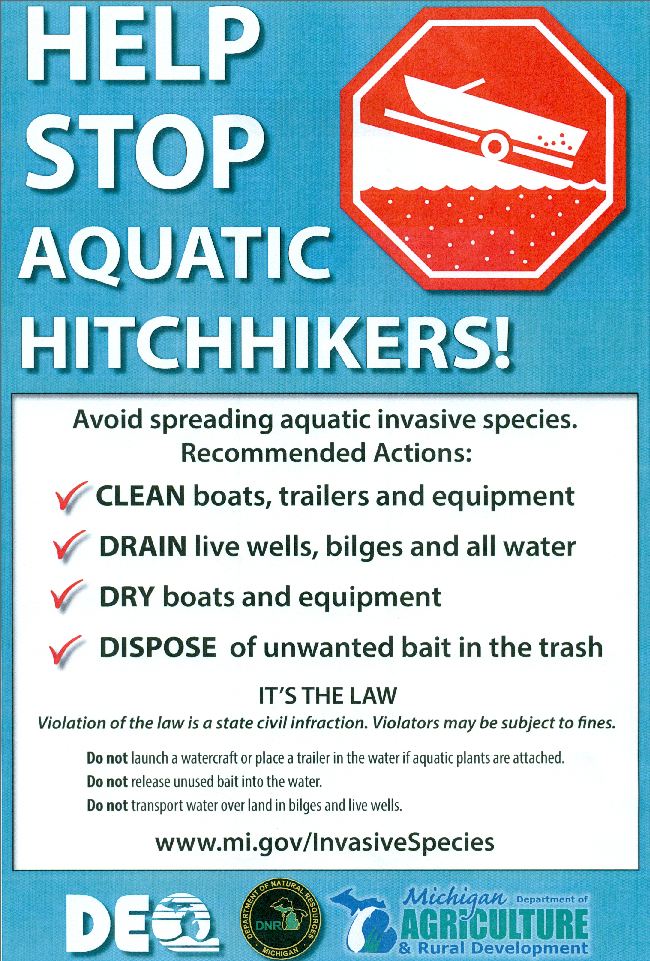 HELP
STOP
AQUATIC
HITCHHIKERS!
Avoid spreading aquatic invasive species.
Recommended Actions:
CLEAN boats, trailers and equipment
DRAIN live wells, bilges and all water
DRY boats and equipment
DISPOSE of unwanted bait in the trash
IT'S THE LAW
Violation of the law is a state civil infraction. Violators may be subject to fines.
Do not launch a watercraft or place a trailer in the water if aquatic plants are attached.
Do not release unused bait into the water.
Do not transport water over land in bilges and live wells.
www.mi.gov/InvasiveSpecies
DEQ
DEPARTMENT OF NATURAL RESOURCES
DNR
MICHIGAN
Michigan Department of
AGRICULTURE
& Rural Development